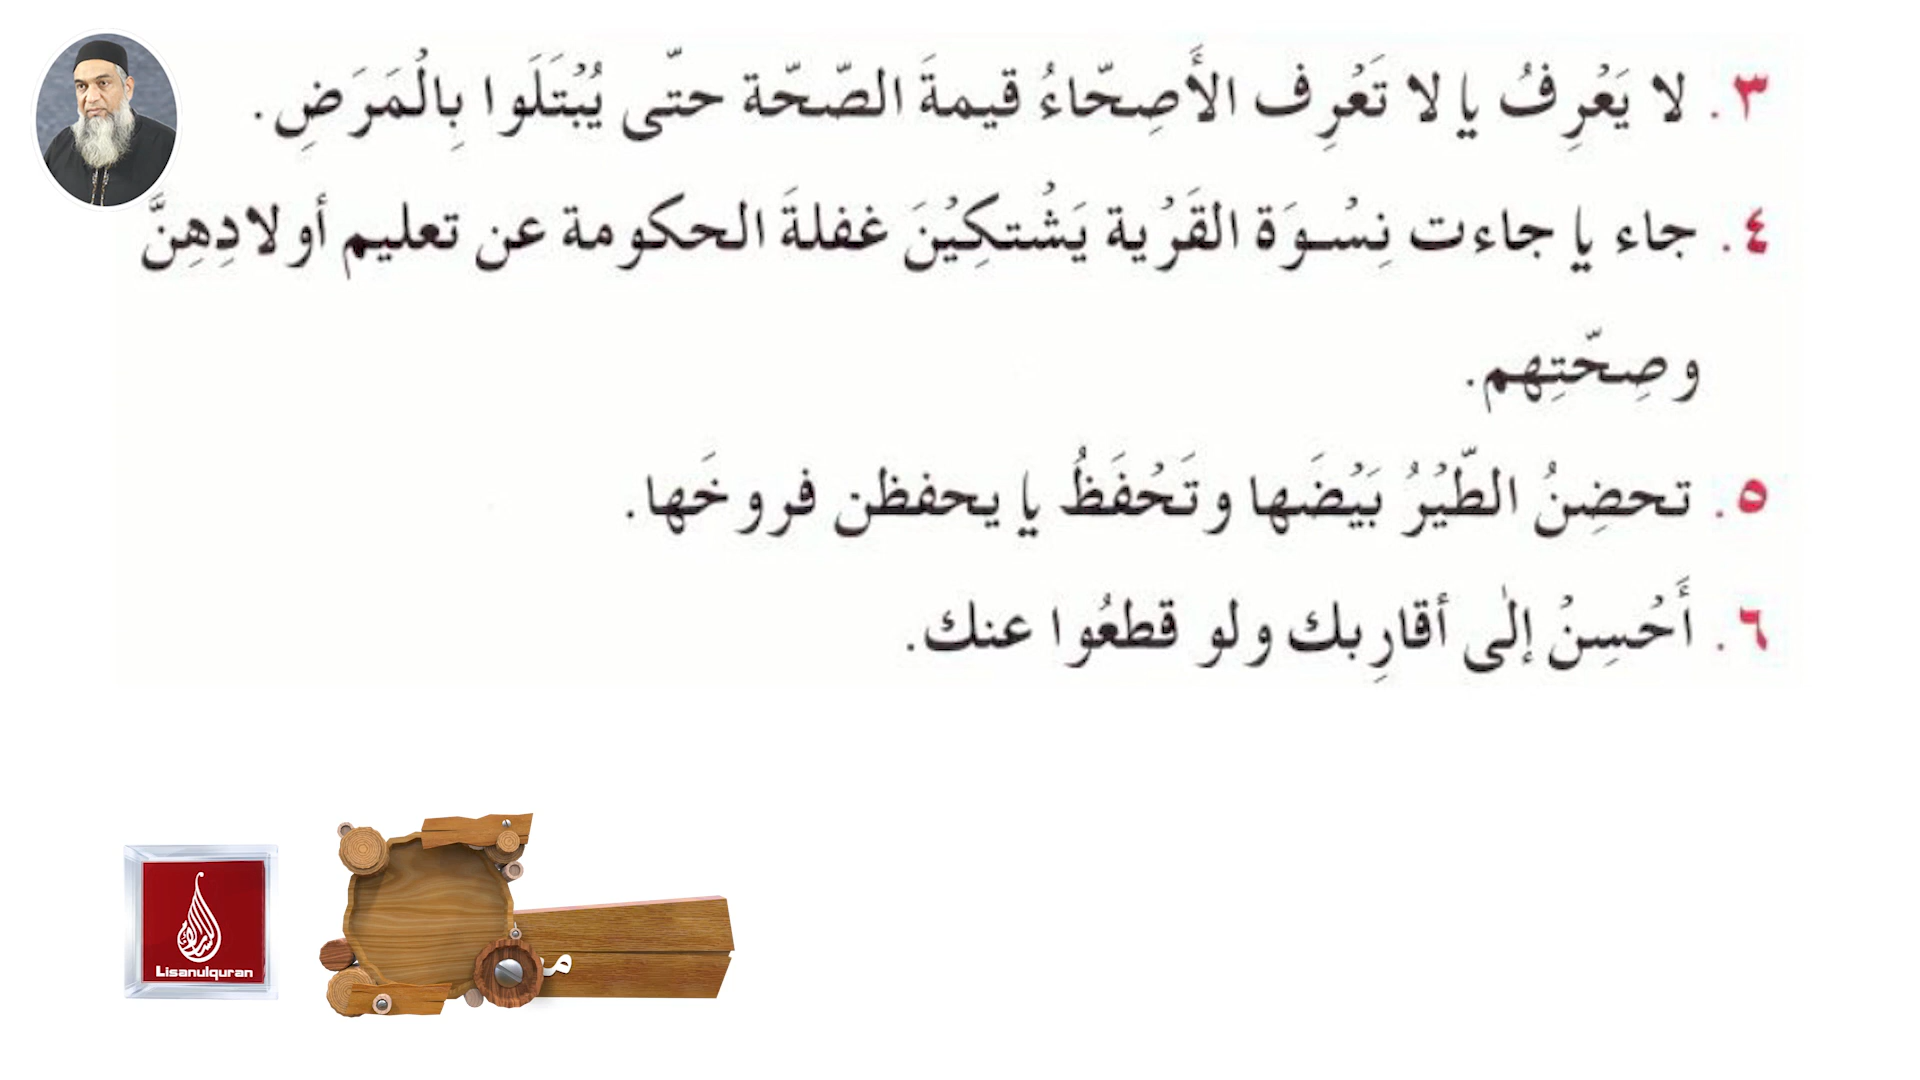 ٣. لا يَعْرِفُ يا لا تَعْرِف الأَصِحّاءُ قيمةَ الصّحّة حتّى يُبْتَلَوا بِالْمَرَضِ.
٤. جاء يا جاءت نِسْوَة القَرْية يَشْتكِيْنَ غفلةَ الحكومة عن تعليم أولادِهِنَّ
وصِحّتِهم.
٥. تحضِنُ الطّيْرُ بَيْضَها وتَحْفَظُ يا يحفظن فروخَها.
٦. أَحْسِنْ إلٰى أقارِبك ولو قطعُوا عنك.
Lisanulquran